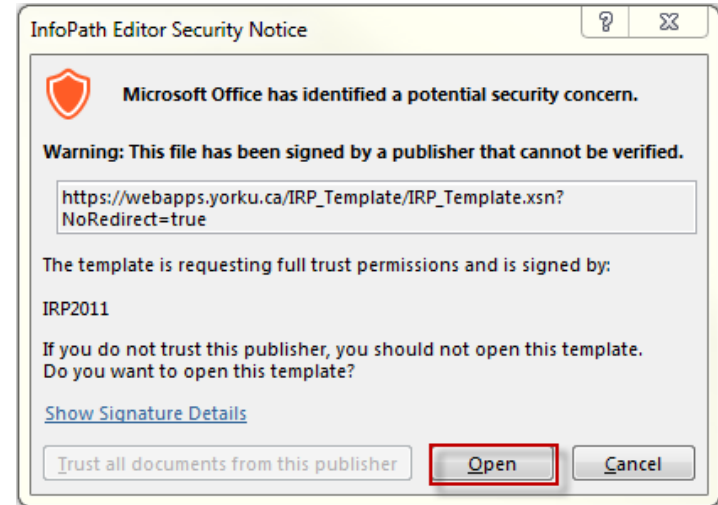 InfoPath Editor Security Notice
Microsoft Office has identified a potential security concern.
Warning: This file has been signed by a publisher that cannot be verified.
https://webapps.yorku.ca/IRP_Template/IRP_Template.xsn?
NoRedirect=true
The template is requesting full trust permissions and is signed by:
IRP2011
If you do not trust this publisher, you should not open this template.
Do you want to open this template?
Show Signature Details
Trust all documents from this publisher Open Cancel